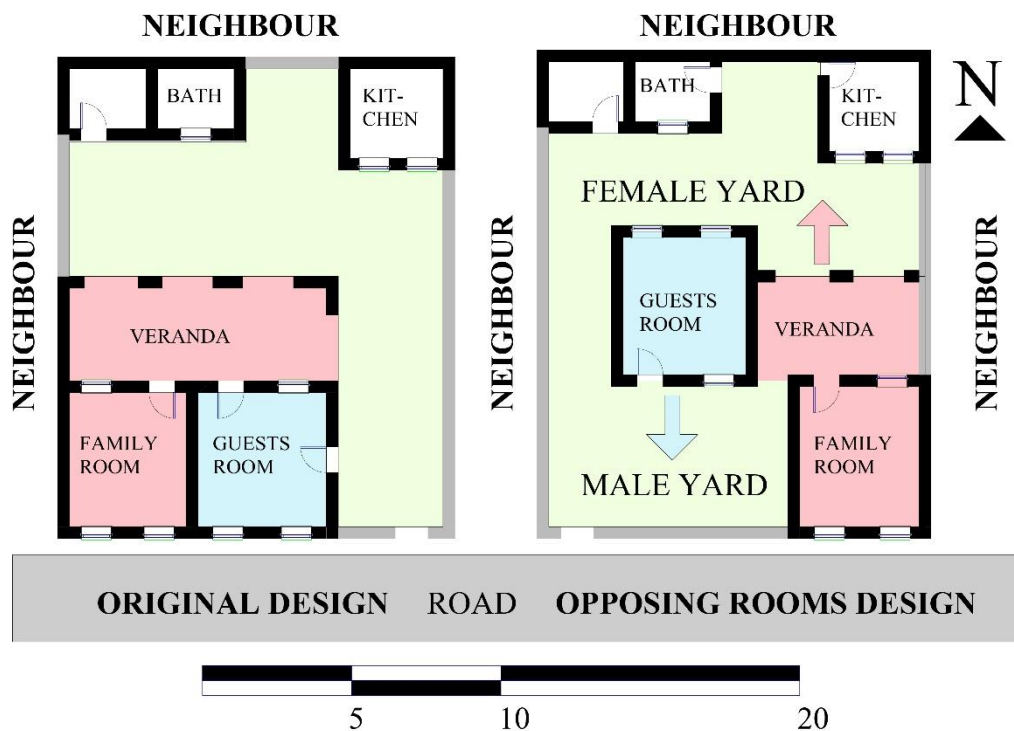 NEIGHBOUR
NEIGHBOUR
BATH
KIT-
CHEN
NEIGHBOUR
VERANDA
FAMILY
ROOM
GUESTS
ROOM
BATH
KIT-
CHEN
N
FEMALE YARD
NEIGHBOUR
GUESTS
ROOM
VERANDA
NEIGHBOUR
FAMILY
ROOM
MALE YARD
ORIGINAL DESIGN ROAD OPPOSING ROOMS DESIGN
5 10 20